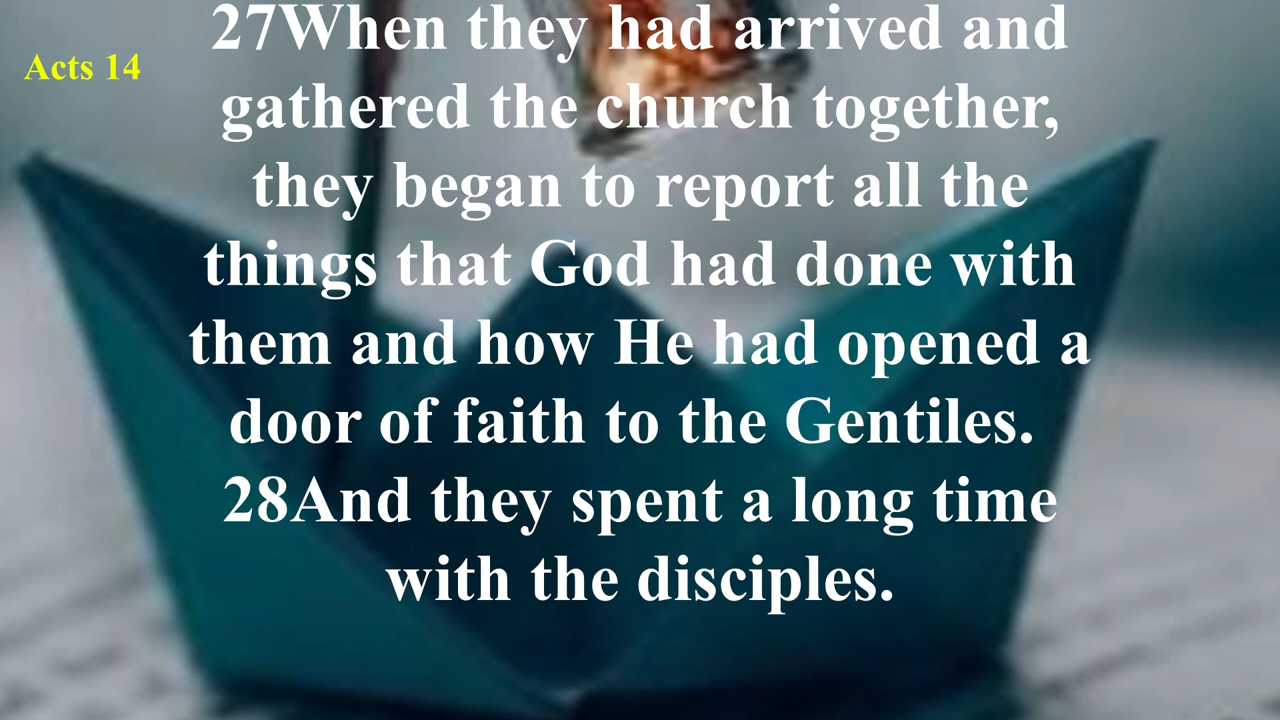 Acts 14
27When they had arrived and
gathered the church together,
they began to report all the
things that God had done with
them and how He had opened a
door of faith to the Gentiles.
28And they spent a long time
with the disciples.